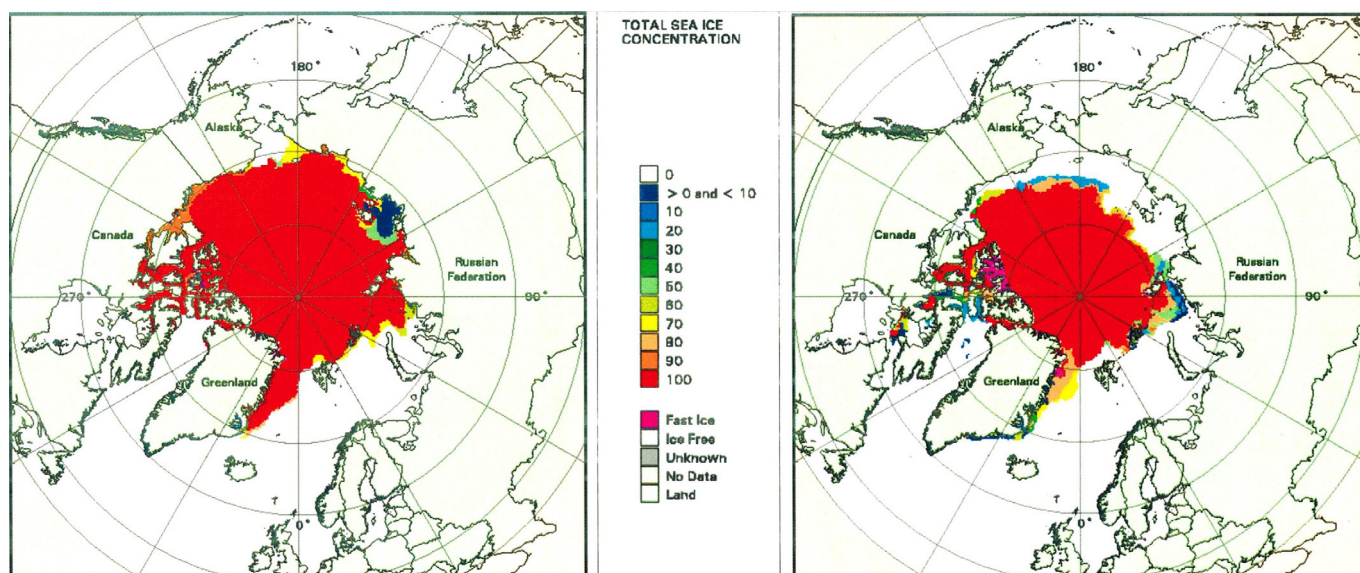 180°
Alaska
Canada
Russian
Federation
270°
90°
Greenland
0°
TOTAL SEA ICE
CONCENTRATION
0
> 0 and < 10
10
20
30
40
50
60
70
80
90
100
Fast Ice
Ice Free
Unknown
No Data
Land
180°
Alaska
Canada
Russian
Federation
270°
90°
Greenland
0°